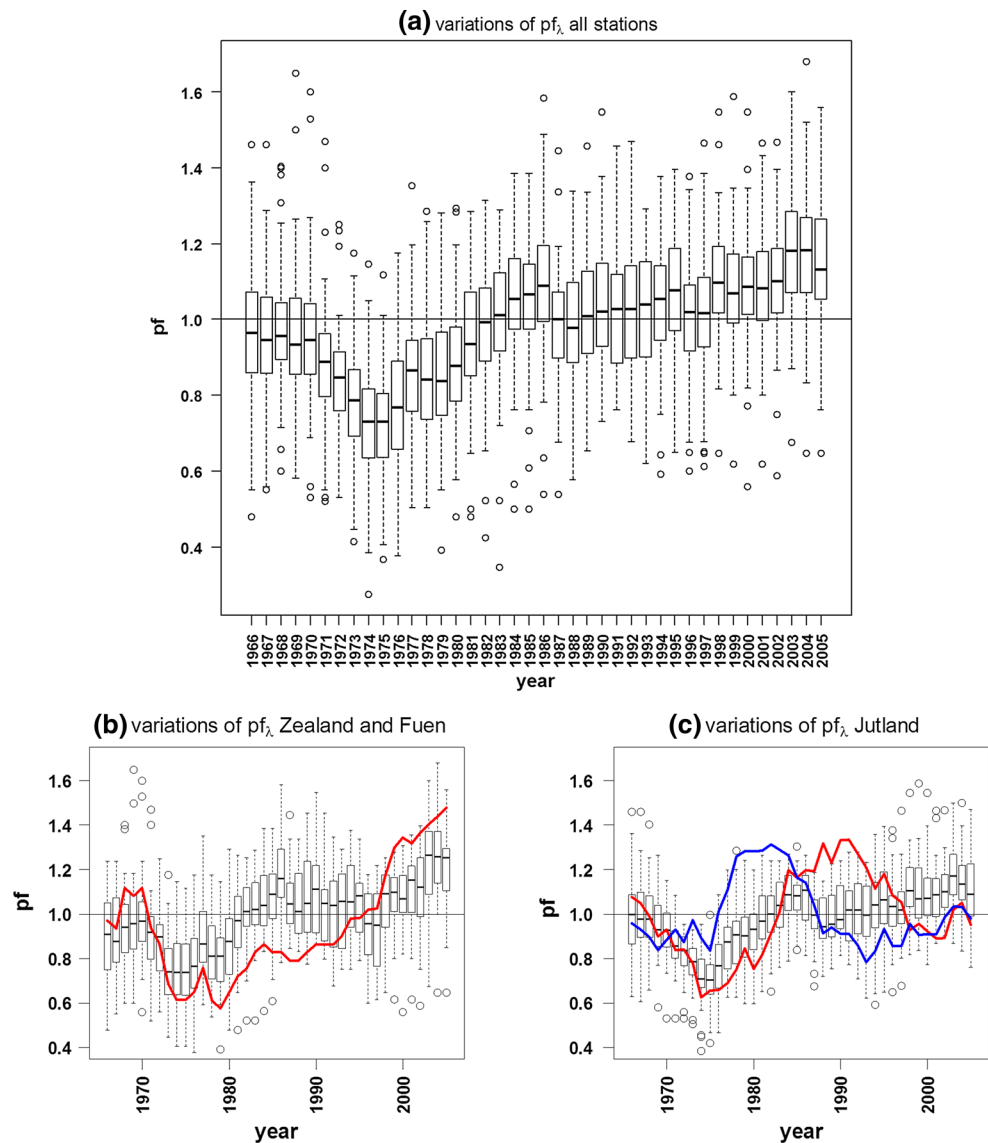 (a) variations of pfλ all stations
pf
1.6
1.4
1.2
1.0
0.8
0.6
0.4
1966 1967 1968 1969 1970 1971 1972 1973 1974 1975 1976 1977 1978 1979 1980 1981 1982 1983 1984 1985 1986 1987 1988 1989 1990 1991 1992 1993 1994 1995 1996 1997 1998 1999 2000 2001 2002 2003 2004 2005
year
(b) variations of pfλ Zealand and Fuen
pf
1.6
1.4
1.2
1.0
0.8
0.6
0.4
1970 1980 1990 2000
year
(c) variations of pfλ Jutland
pf
1.6
1.4
1.2
1.0
0.8
0.6
0.4
1970 1980 1990 2000
year